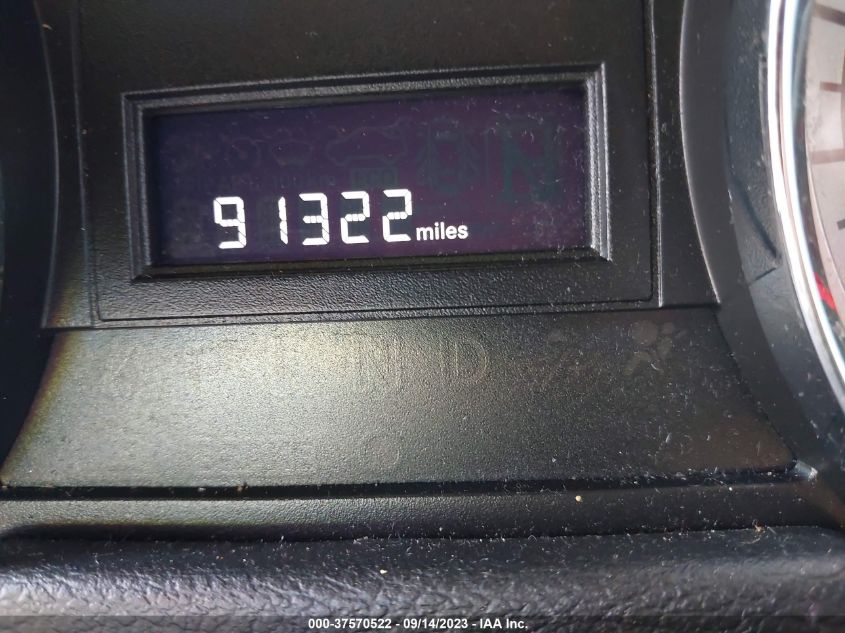 91322 miles
000-37570522 - 09/14/2023 - IAA Inc.